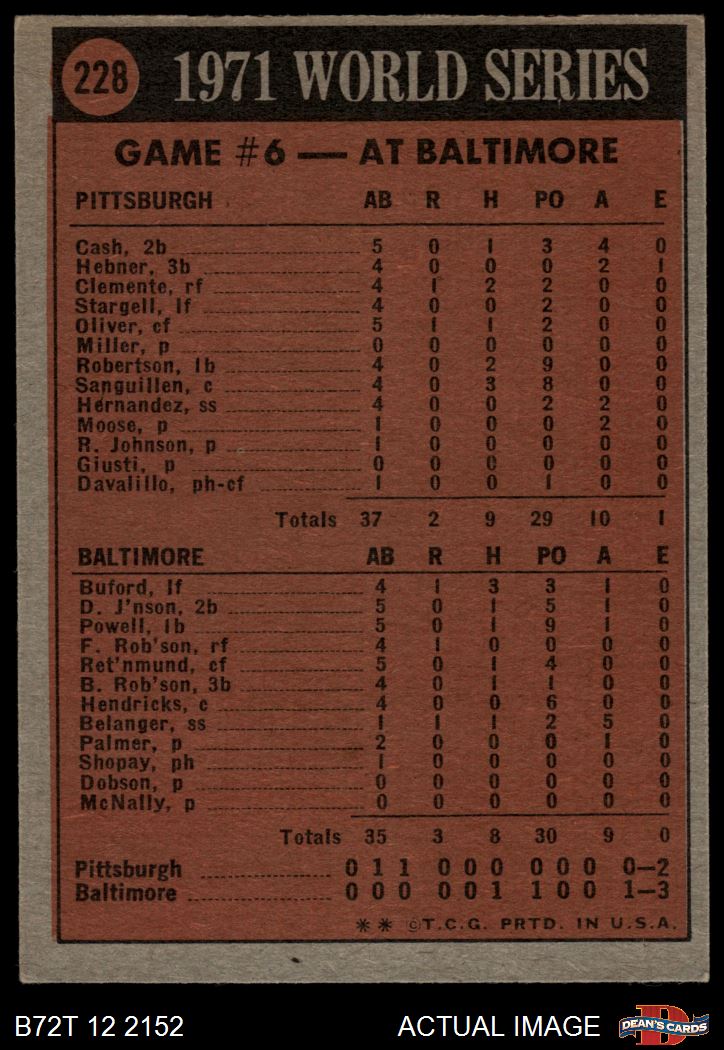 228 1971 WORLD SERIES
GAME #6 — AT BALTIMORE
PITTSBURGH AB R H PO A E
Cash, 2b 5 0 1 3 4 0
Hebner, 3b 4 0 0 0 2 1
Clemente, rf 4 1 2 2 0 0
Stargell, lf 4 0 0 2 0 0
Oliver, cf 5 1 1 2 0 0
Miller, p 0 0 0 0 0 0
Robertson, 1b 4 0 2 9 0 0
Sanguillen, c 4 0 3 8 0 0
Hernandez, ss 4 0 0 2 2 0
Moose, p 1 0 0 0 2 0
R. Johnson, p 1 0 0 0 0 0
Giusti, p 0 0 0 0 0 0
Davalillo, ph-cf 1 0 0 1 0 0
Totals 37 2 9 29 10 1
BALTIMORE AB R H PO A E
Buford, lf 4 1 3 3 1 0
D. J'nson, 2b 5 0 1 5 1 0
Powell, 1b 5 0 1 9 1 0
F. Rob'son, rf 4 1 0 0 0 0
Ret'nmund, cf 5 0 1 4 0 0
B. Rob'son, 3b 4 0 1 1 0 0
Hendricks, c 4 0 0 6 0 0
Belanger, ss 1 1 1 2 5 0
Palmer, p 2 0 0 0 1 0
Shopay, ph 1 0 0 0 0 0
Dobson, p 0 0 0 0 0 0
McNally, p 0 0 0 0 0 0
Totals 35 3 8 30 9 0
Pittsburgh 0 1 1 0 0 0 0 0 0 0—2
Baltimore 0 0 0 0 0 1 1 0 0 1—3
** ©T.C.G. PRTD. IN U.S.A.
B72T 12 2152 ACTUAL IMAGE DEAN'S CARDS